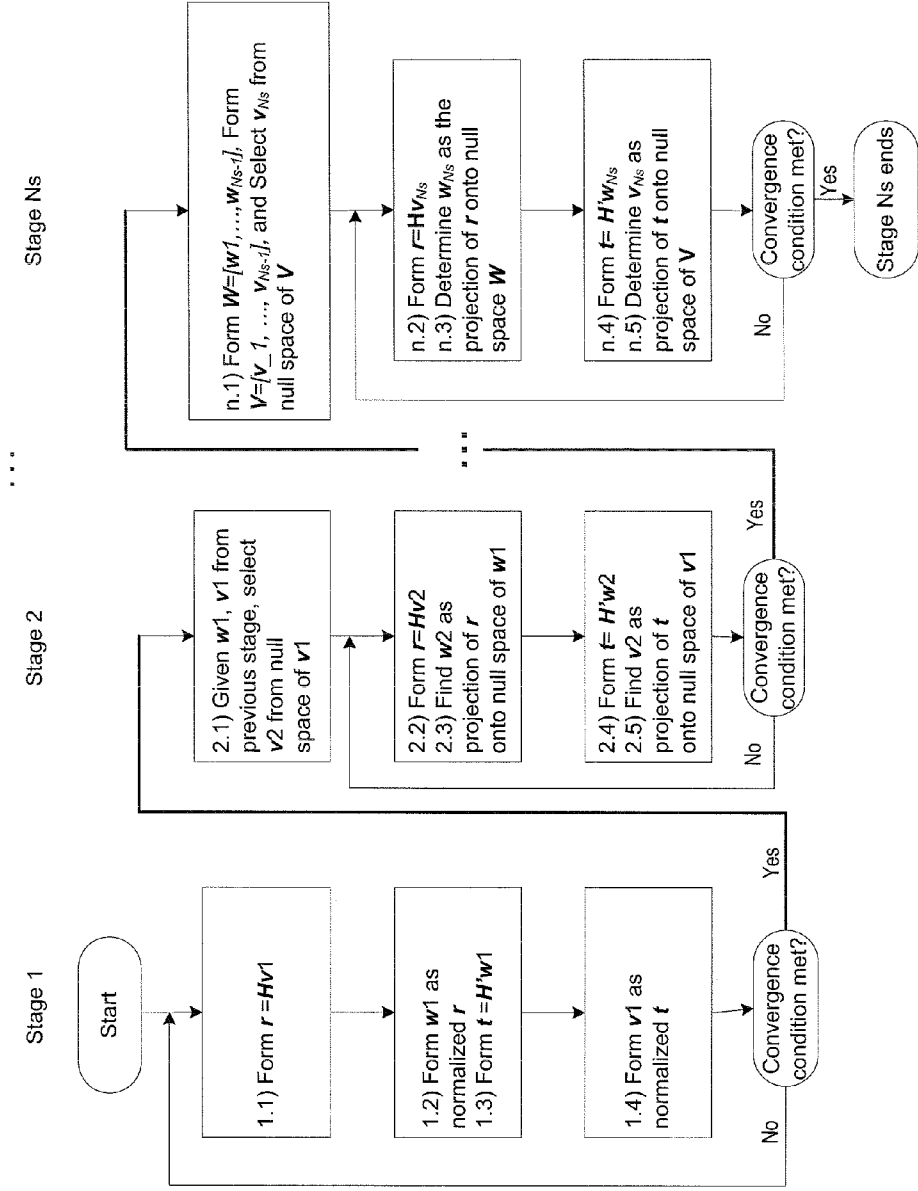 Stage 1
Start
1.1) Form r =Hv1
1.2) Form w1 as
normalized r
1.3) Form t =H'w1
1.4) Form v1 as
normalized t
Convergence
condition met?
No
Yes
Stage 2
2.1) Given w1, v1 from
previous stage, select
v2 from null
space of v1
2.2) Form r=Hv2
2.3) Find w2 as
projection of r
onto null space of w1
2.4) Form t= H'w2
2.5) Find v2 as
projection of t
onto null space of v1
Convergence
condition met?
No
Yes
...
...
Stage Ns
n.1) Form W=[w1,...,wNs-1], Form
V=[v_1, ..., vNs-1], and Select vNs from
null space of V
n.2) Form r=HvNs
n.3) Determine wNs as the
projection of r onto null
space W
n.4) Form t= H'wNs
n.5) Determine vNs as
projection of t onto null
space of V
Convergence
condition met?
No
Yes
Stage Ns ends